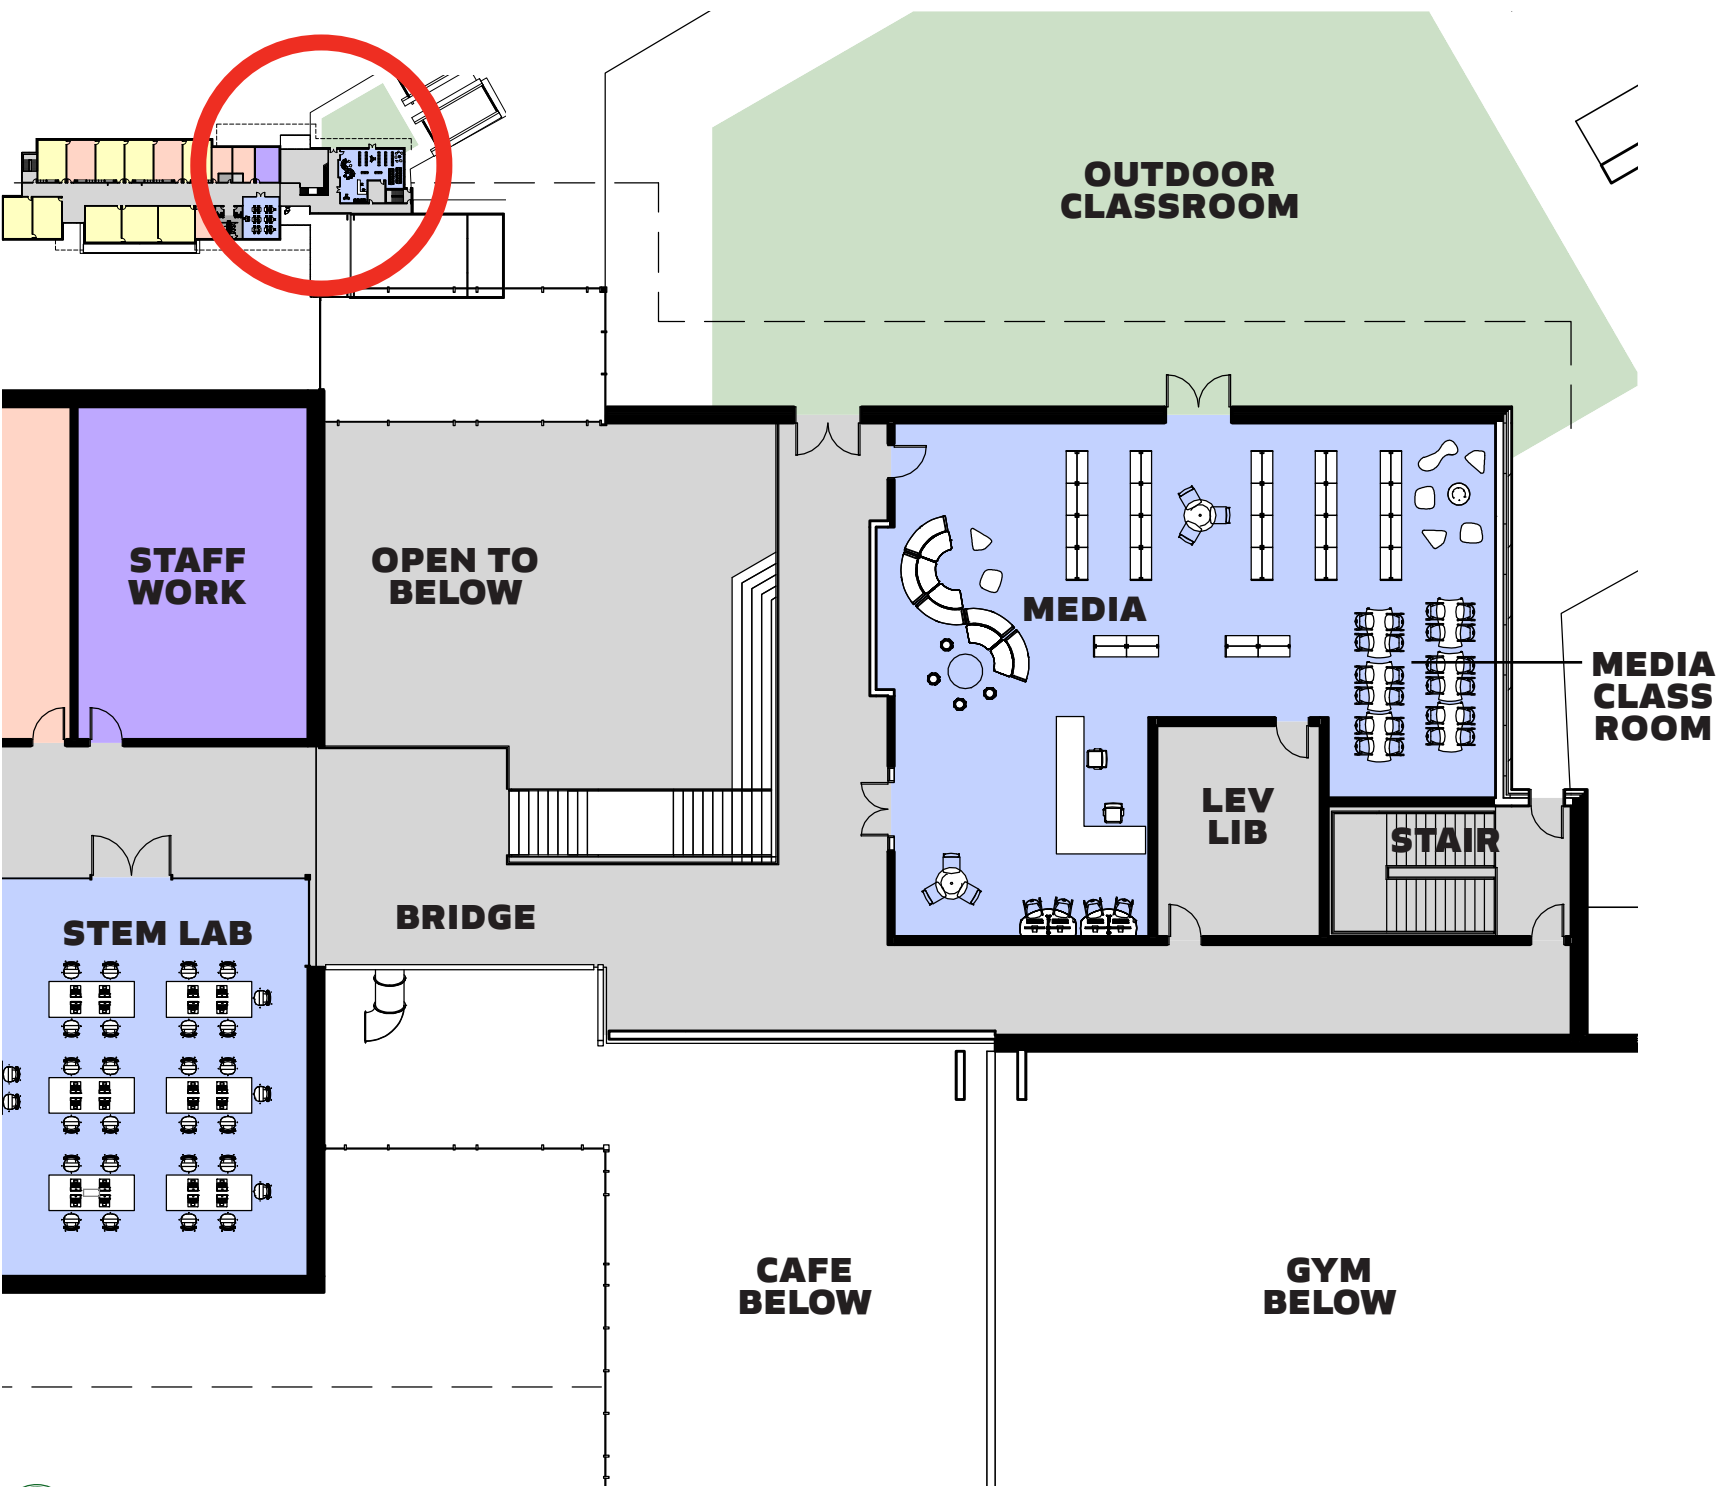 OUTDOOR
CLASSROOM
STAFF
WORK
OPEN TO
BELOW
MEDIA
MEDIA
CLASS
ROOM
LEV
LIB
STAIR
BRIDGE
STEM LAB
CAFE
BELOW
GYM
BELOW